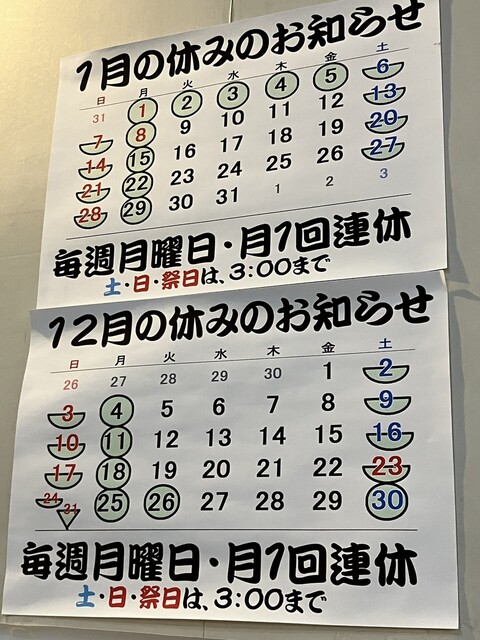 1月の休みのお知らせ
日 月 火 水 木 金 土
31 1 2 3 4 5 6
7 8 9 10 11 12 13
14 15 16 17 18 19 20
21 22 23 24 25 26 27
28 29 30 31 1 2 3
毎週月曜日・月1回連休
土・日・祭日は、3:00まで
12月の休みのお知らせ
日 月 火 水 木 金 土
26 27 28 29 30 1 2
3 4 5 6 7 8 9
10 11 12 13 14 15 16
17 18 19 20 21 22 23
24 31 25 26 27 28 29 30
毎週月曜日・月1回連休
土・日・祭日は、3:00まで